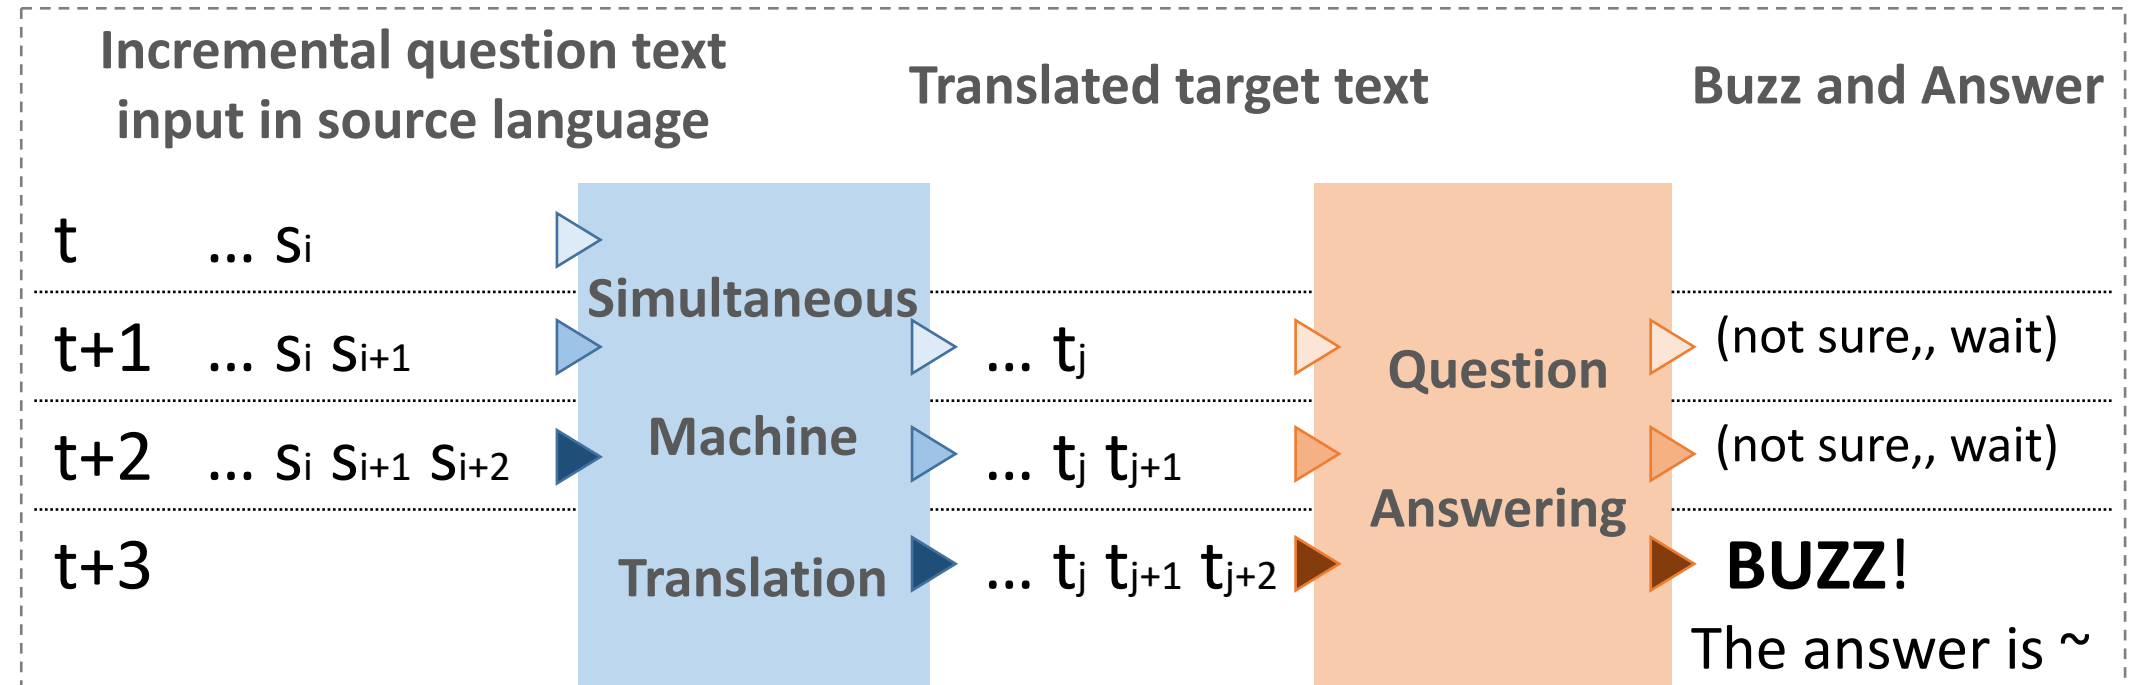 Incremental question text
input in source language
Translated target text
Buzz and Answer
t ... si
Simultaneous
t+1 ... si si+1
... tj
(not sure,, wait)
Question
t+2 ... si si+1 si+2
Machine
... tj tj+1
(not sure,, wait)
Answering
t+3
Translation
... tj tj+1 tj+2
BUZZ!
The answer is ~